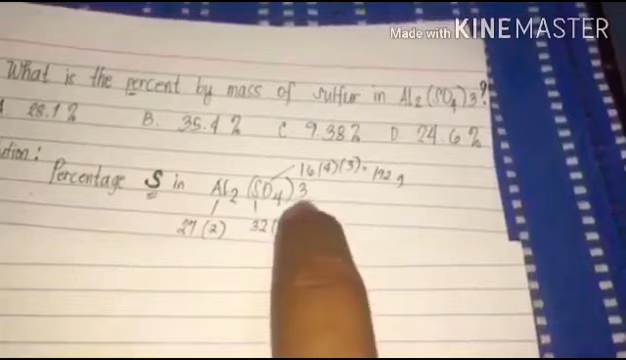 Made with KINEMASTER
What is the percent by mass of sulfur in Al2(SO4)3?
28.1% B. 35.4% C 9.38% D 24.6%
Percentage S in Al2(SO4)3
16(4)(3)= 192 g
27(2) 32(